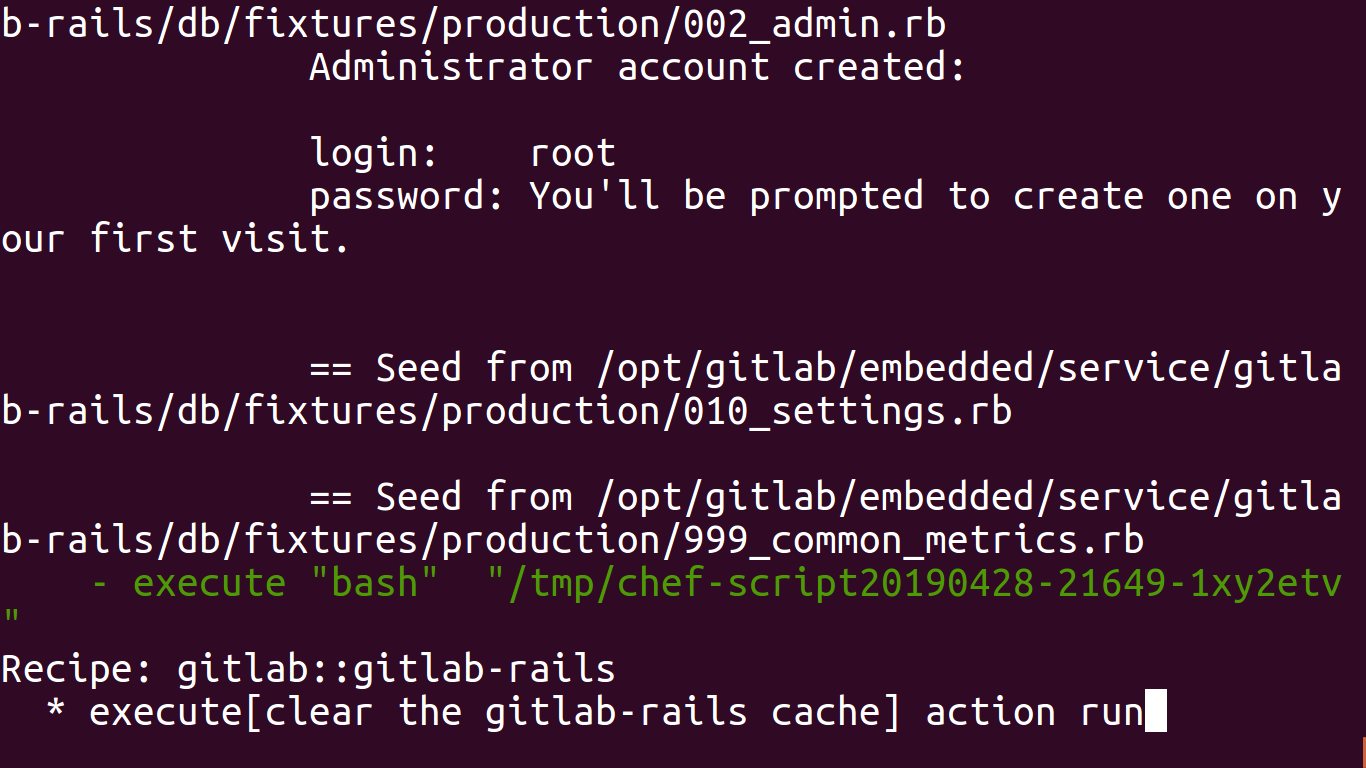 b-rails/db/fixtures/production/002_admin.rb
Administrator account created:
login:    root
password: You'll be prompted to create one on y
our first visit.
== Seed from /opt/gitlab/embedded/service/gitla
b-rails/db/fixtures/production/010_settings.rb
== Seed from /opt/gitlab/embedded/service/gitla
b-rails/db/fixtures/production/999_common_metrics.rb
- execute "bash"  "/tmp/chef-script20190428-21649-1xy2etv
"
Recipe: gitlab::gitlab-rails
* execute[clear the gitlab-rails cache] action run